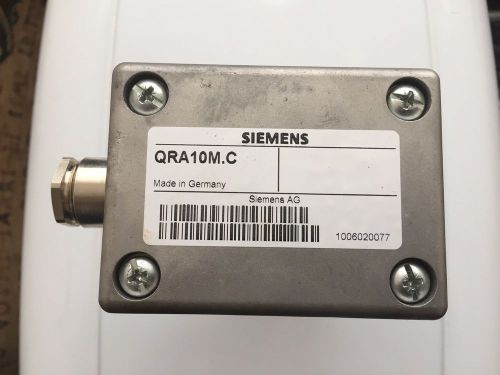 SIEMENS
QRA10M.C
Made in Germany
Siemens AG
1006020077